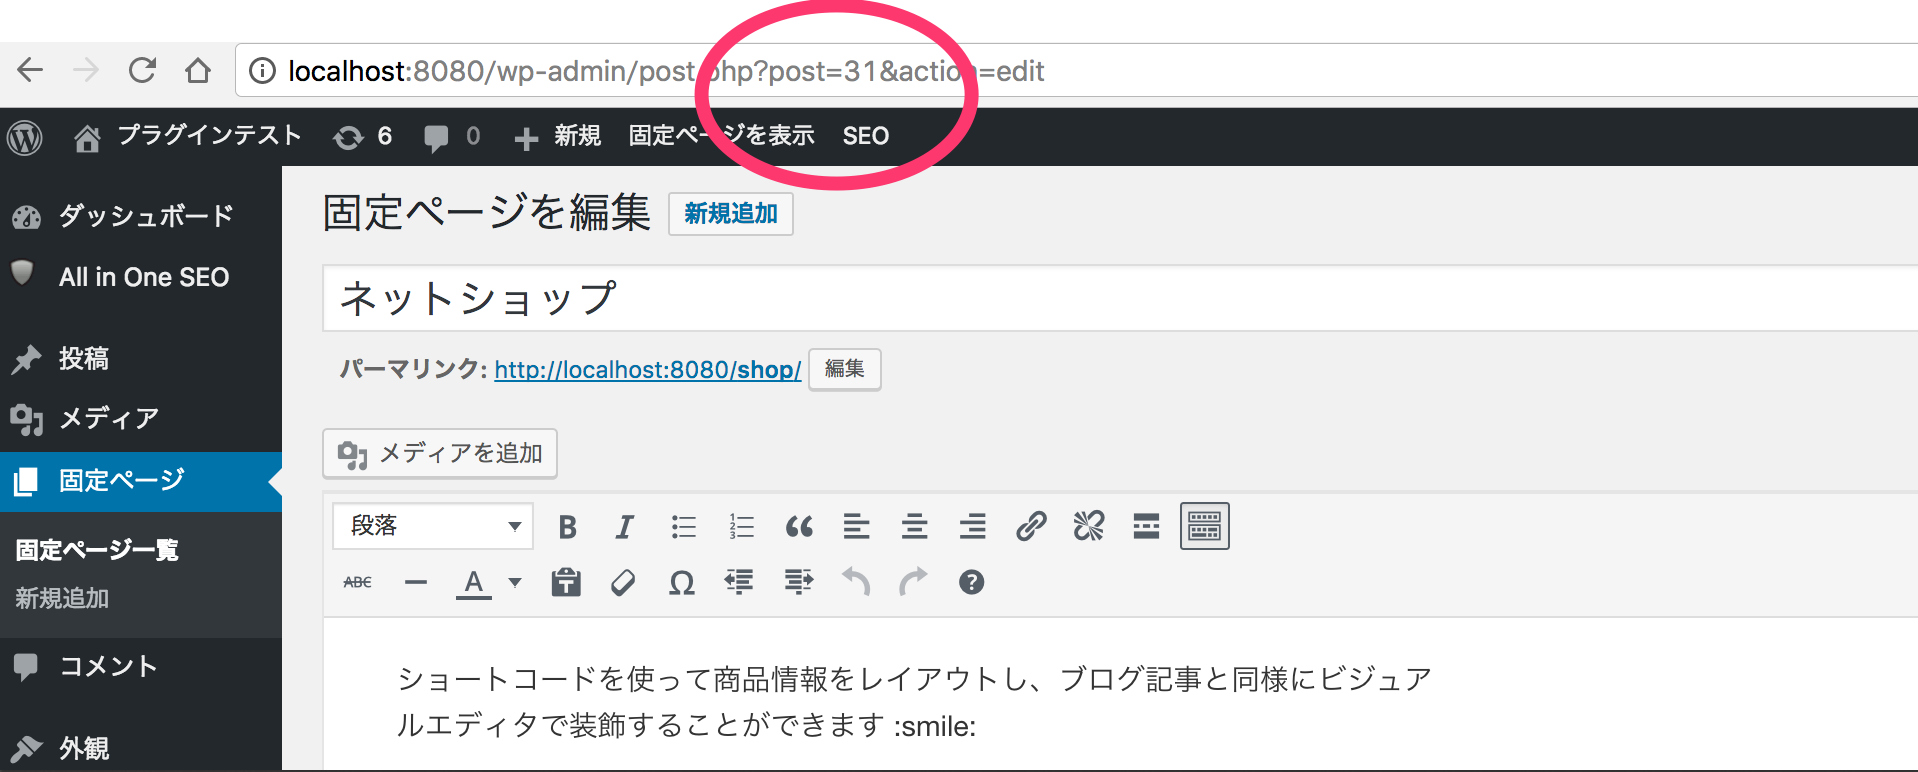 localhost:8080/wp-admin/post.php?post=31&action=edit
プラグインテスト 6 0 新規 固定ページを表示 SEO
ダッシュボード
All in One SEO
投稿
メディア
固定ページ
固定ページ一覧
新規追加
コメント
外観
固定ページを編集 新規追加
ネットショップ
パーマリンク: http://localhost:8080/shop/ 編集
メディアを追加
段落 B I
ABC A
ショートコードを使って商品情報をレイアウトし、ブログ記事と同様にビジュア
ルエディタで装飾することができます :smile: